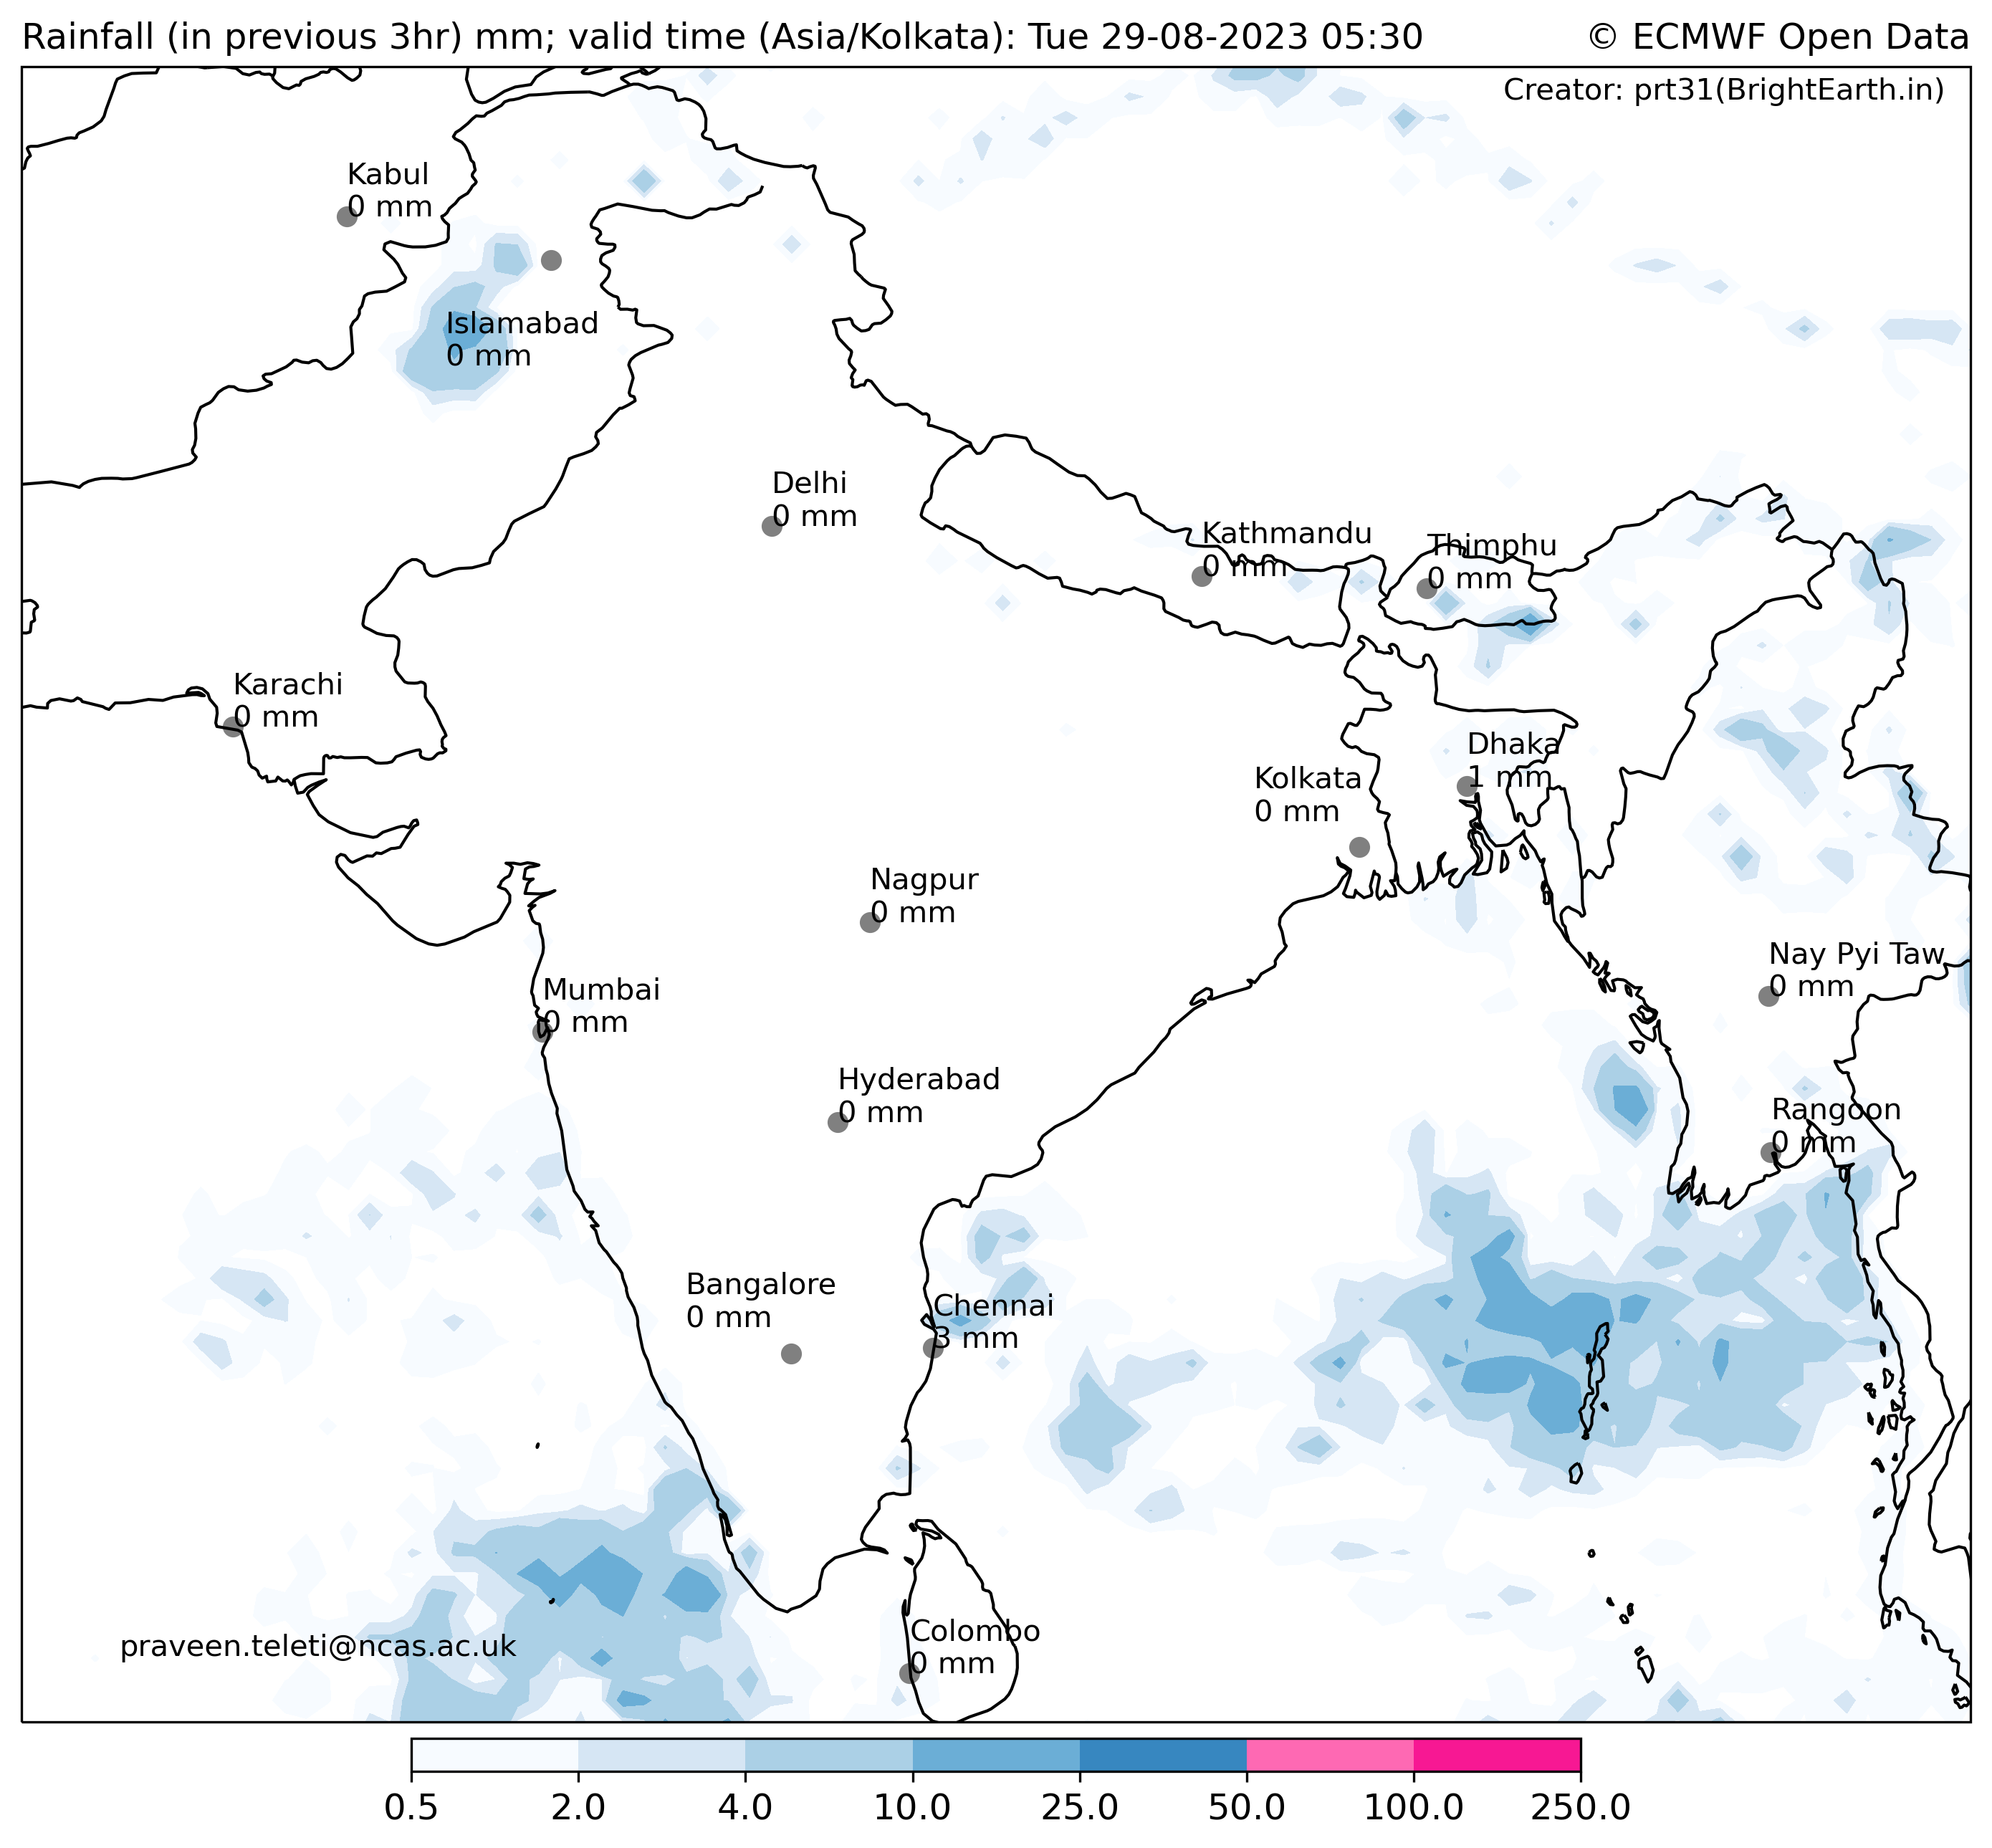 Rainfall (in previous 3hr) mm; valid time (Asia/Kolkata): Tue 29-08-2023 05:30
© ECMWF Open Data
Creator: prt31(BrightEarth.in)
Kabul
0 mm
Islamabad
0 mm
Delhi
0 mm
Kathmandu
0 mm
Thimphu
0 mm
Karachi
0 mm
Dhaka
1 mm
Kolkata
0 mm
Nagpur
0 mm
Nay Pyi Taw
0 mm
Mumbai
0 mm
Hyderabad
0 mm
Rangoon
0 mm
Bangalore
0 mm
Chennai
3 mm
Colombo
0 mm
praveen.teleti@ncas.ac.uk
0.5 2.0 4.0 10.0 25.0 50.0 100.0 250.0